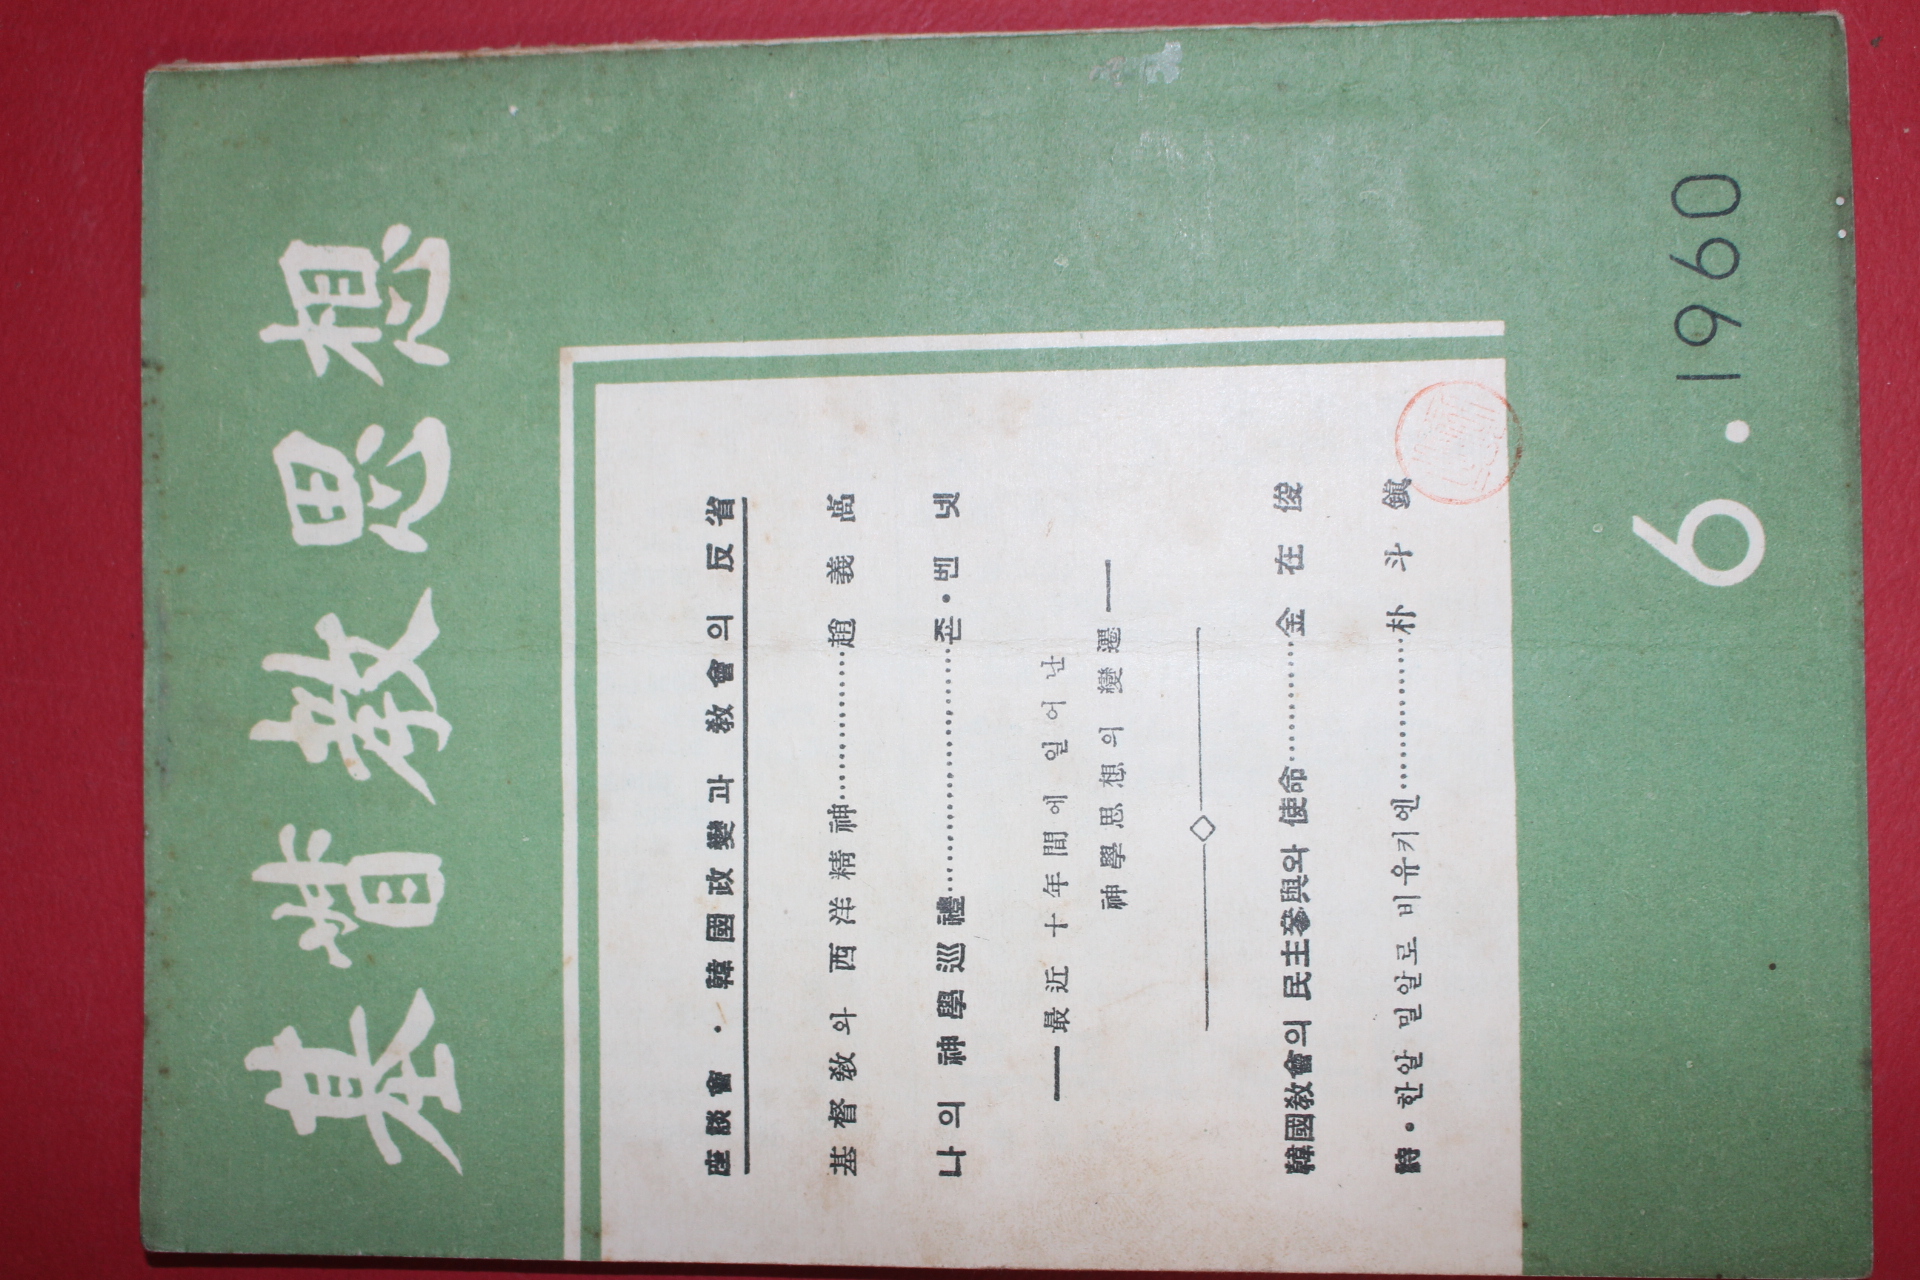 基督教思想
座談會・韓國政變과 敎會의 反省
基督敎와 西洋精神…………趙義卨
나의 神學巡禮…………존・벤넷
——最近十年間에 일어난
神學思想의 變遷——
韓國敎會의 民主參與와 使命…………金在俊
詩・한알 밀알로 비유키엔…………朴斗鎭
6・1960